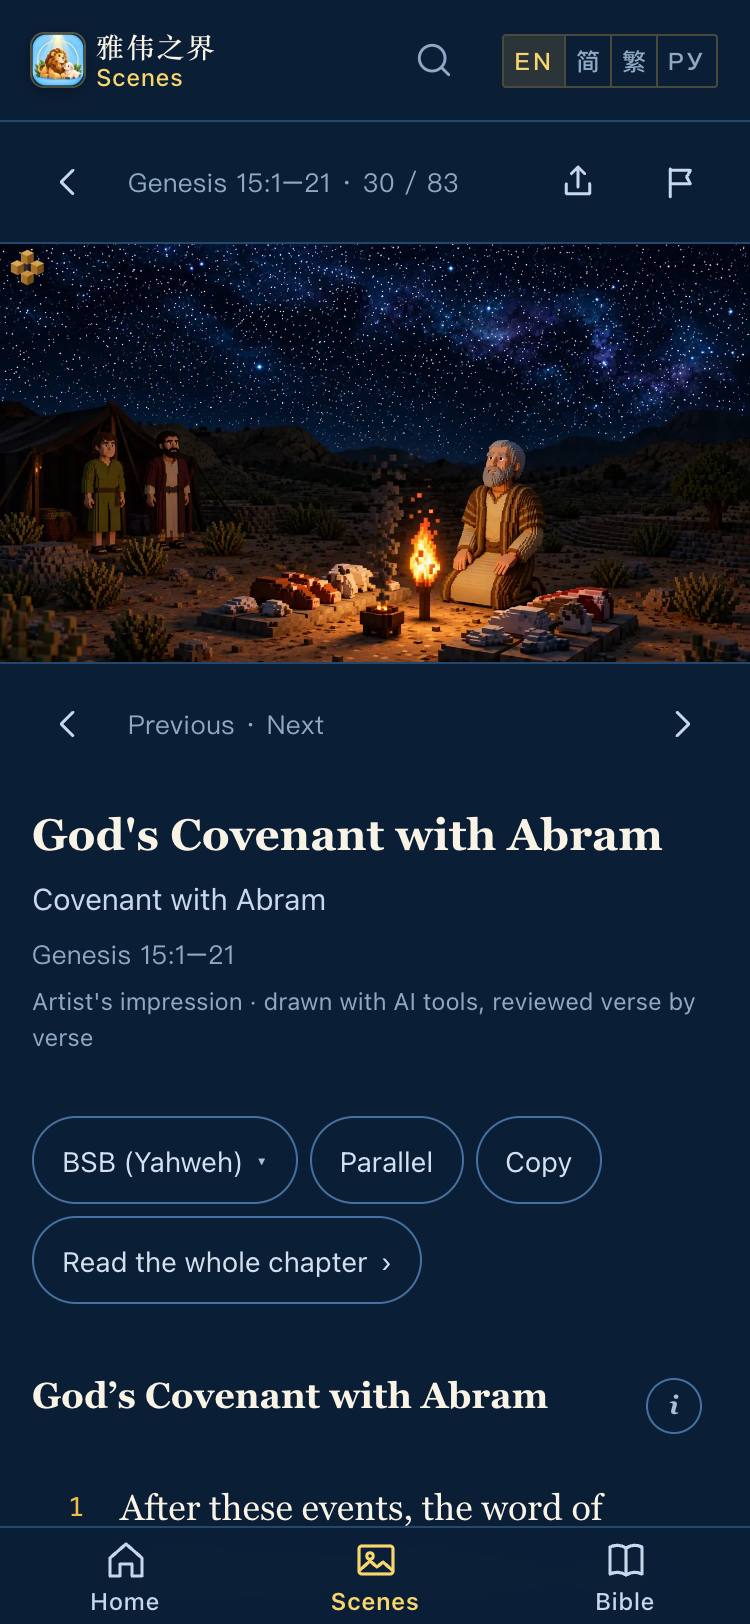 雅伟之界
Scenes
EN 简 繁 РУ
Genesis 15:1—21 · 30 / 83
Previous · Next
God's Covenant with Abram
Covenant with Abram
Genesis 15:1—21
Artist's impression · drawn with AI tools, reviewed verse by
verse
BSB (Yahweh) ▾ Parallel Copy
Read the whole chapter ›
God’s Covenant with Abram i
1 After these events, the word of
Home Scenes Bible